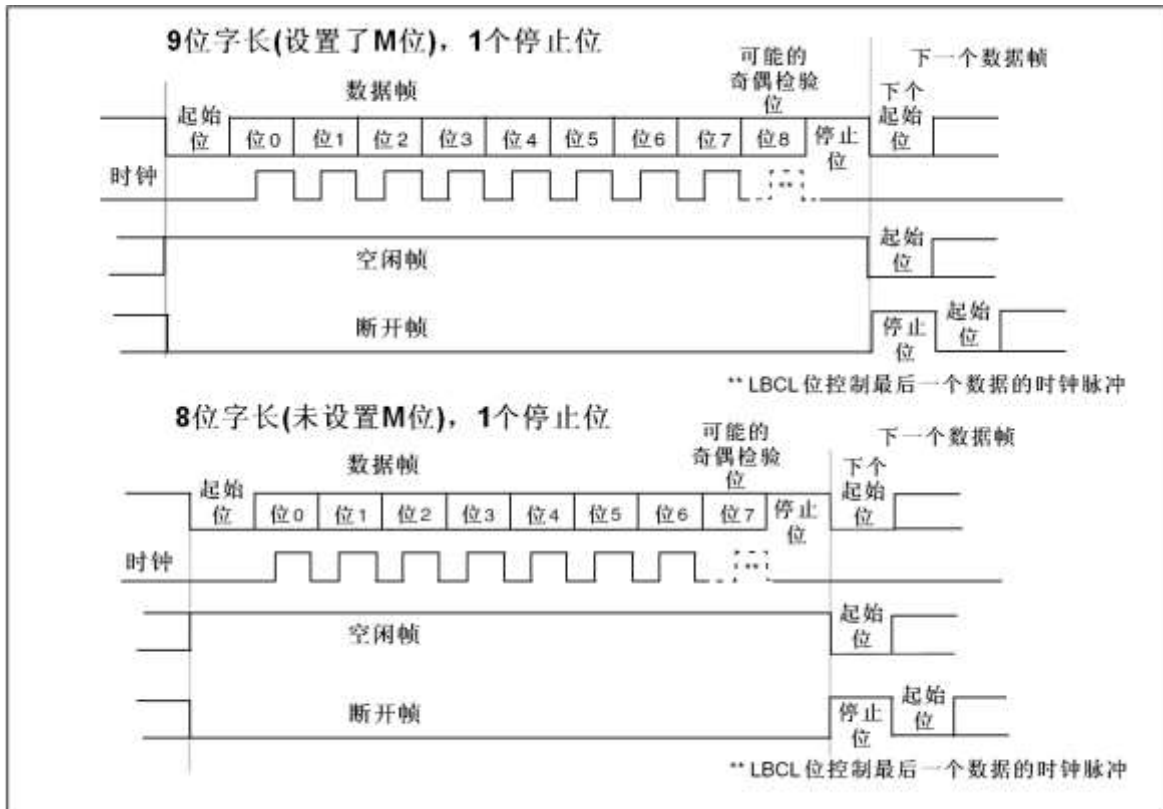 9位字长(设置了M位)，1个停止位
可能的
奇偶检验
位
下一个数据帧
数据帧
下个
起始
位
起始
位
位0
位1
位2
位3
位4
位5
位6
位7
位8
停止
位
时钟
**
空闲帧
起始
位
断开帧
停止
位
起始
位
** LBCL位控制最后一个数据的时钟脉冲
8位字长(未设置M位)，1个停止位
可能的
奇偶检验
位
下一个数据帧
数据帧
下个
起始
位
起始
位
位0
位1
位2
位3
位4
位5
位6
位7
停止
位
时钟
**
空闲帧
起始
位
断开帧
停止
位
起始
位
** LBCL位控制最后一个数据的时钟脉冲